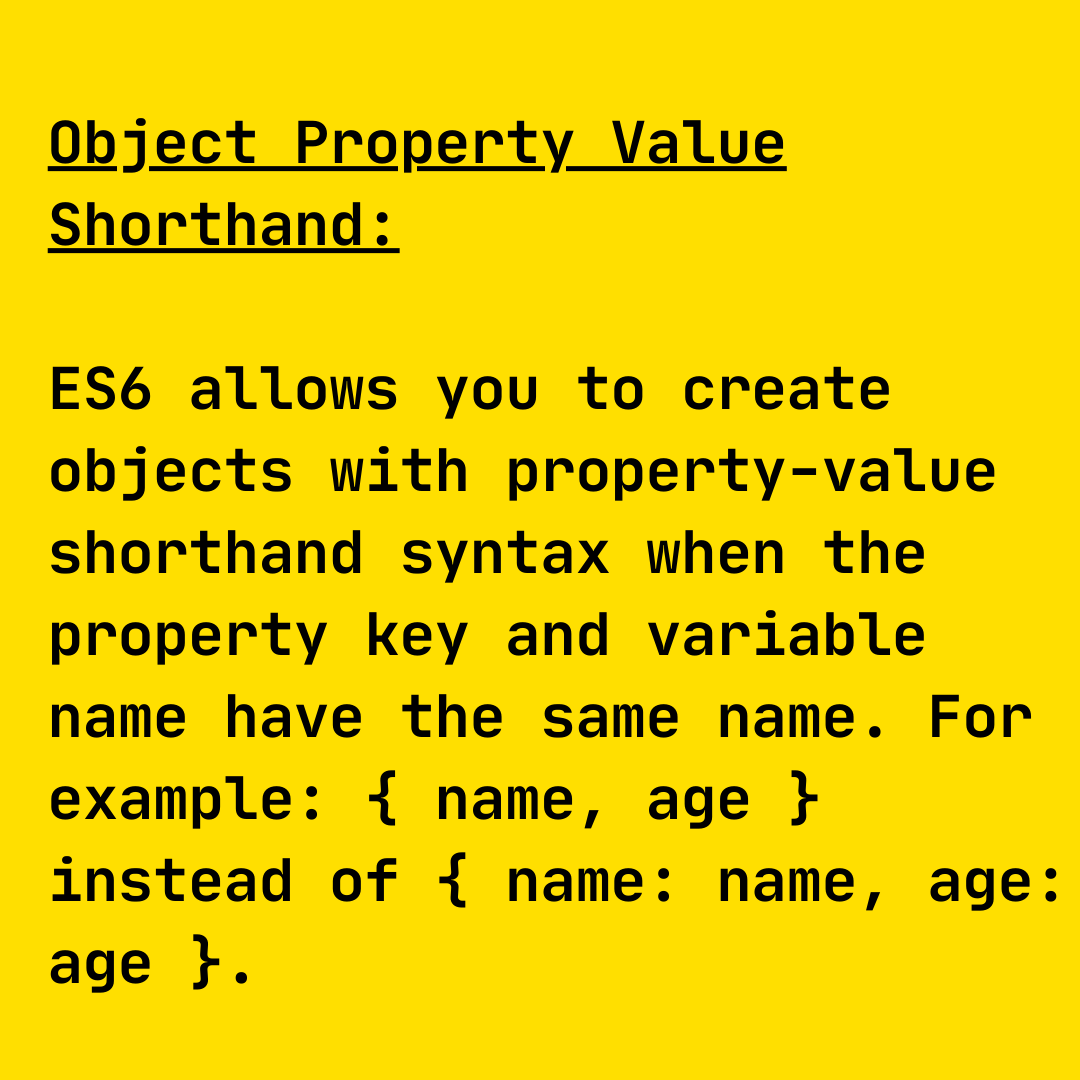 Object Property Value
Shorthand:
ES6 allows you to create
objects with property-value
shorthand syntax when the
property key and variable
name have the same name. For
example: { name, age }
instead of { name: name, age:
age }.